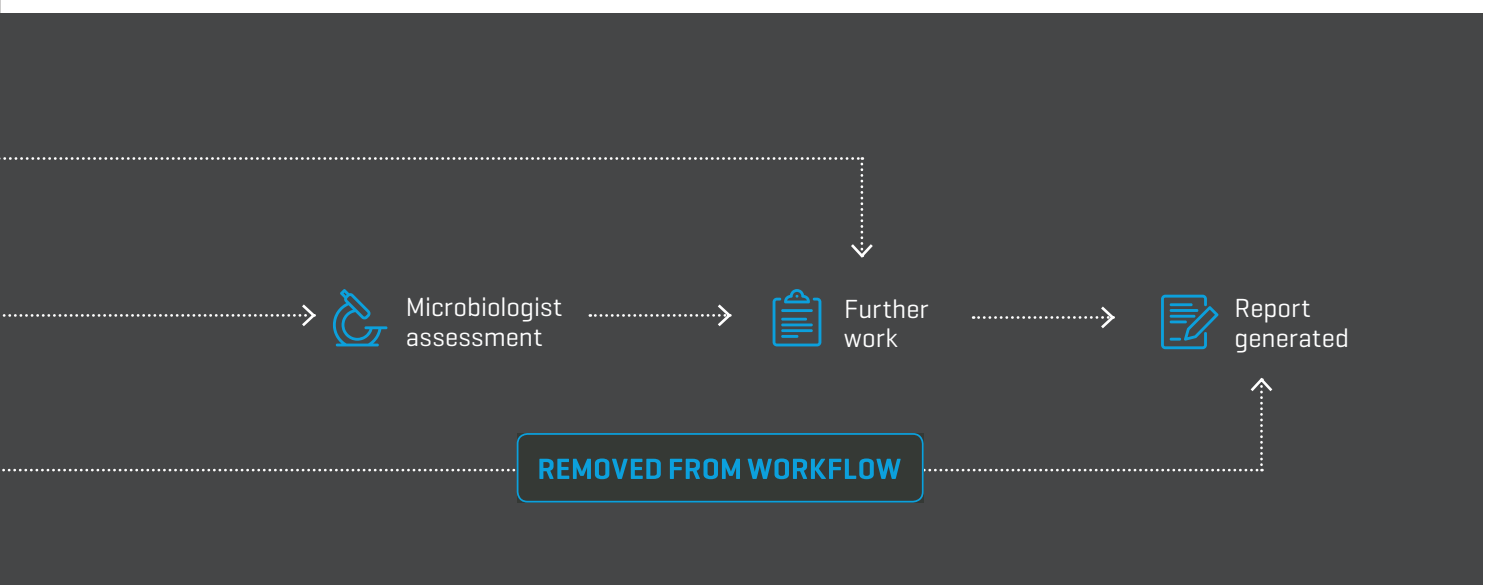 Microbiologist
assessment
Further
work
Report
generated
REMOVED FROM WORKFLOW